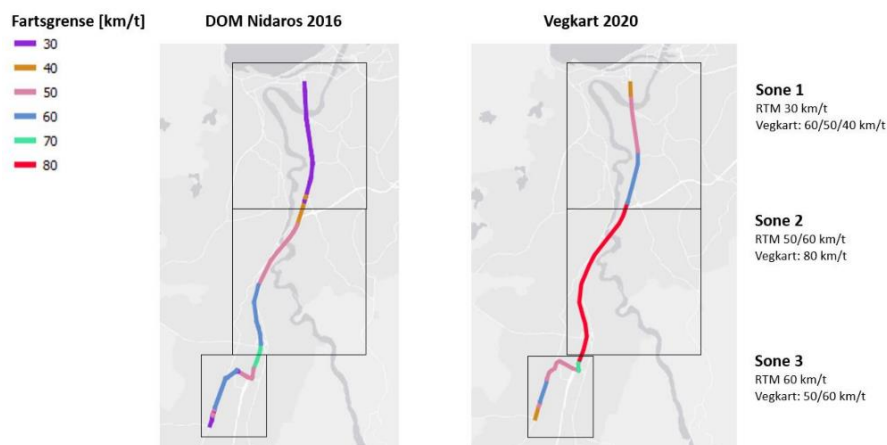 Fartsgrense [km/t]
30
40
50
60
70
80
DOM Nidaros 2016
Vegkart 2020
Sone 1
RTM 30 km/t
Vegkart: 60/50/40 km/t
Sone 2
RTM 50/60 km/t
Vegkart: 80 km/t
Sone 3
RTM 60 km/t
Vegkart: 50/60 km/t